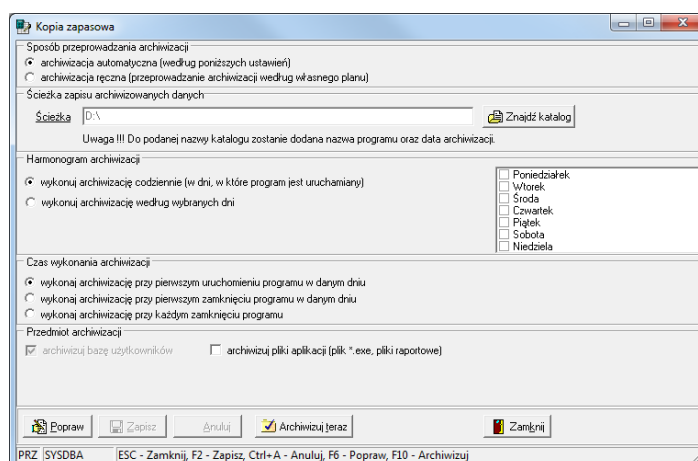 Kopia zapasowa
Sposób przeprowadzania archiwizacji
archiwizacja automatyczna (według poniższych ustawień)
archiwizacja ręczna (przeprowadzanie archiwizacji według własnego planu)
Ścieżka zapisu archiwizowanych danych
Ścieżka D:\ Znajdź katalog
Uwaga !!! Do podanej nazwy katalogu zostanie dodana nazwa programu oraz data archiwizacji.
Harmonogram archiwizacji
wykonuj archiwizację codziennie (w dni, w które program jest uruchamiany)
wykonuj archiwizację według wybranych dni
Poniedziałek
Wtorek
Środa
Czwartek
Piątek
Sobota
Niedziela
Czas wykonania archiwizacji
wykonaj archiwizację przy pierwszym uruchomieniu programu w danym dniu
wykonaj archiwizację przy pierwszym zamknięciu programu w danym dniu
wykonaj archiwizację przy każdym zamknięciu programu
Przedmiot archiwizacji
archiwizuj bazę użytkowników archiwizuj pliki aplikacji (plik *.exe, pliki raportowe)
Popraw Zapisz Anuluj Archiwizuj teraz Zamknij
PRZ SYSDBA ESC - Zamknij, F2 - Zapisz, Ctrl+A - Anuluj, F6 - Popraw, F10 - Archiwizuj